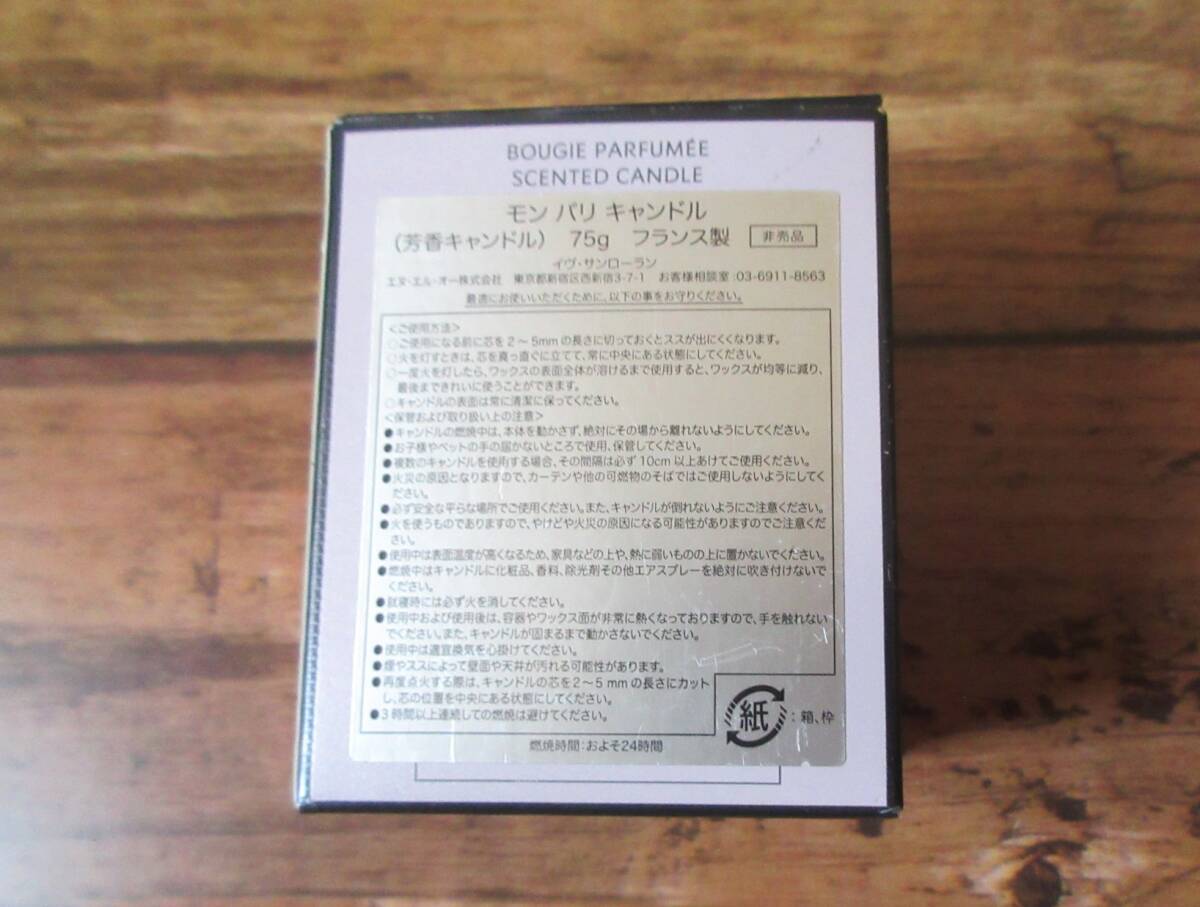 BOUGIE PARFUMÉE
SCENTED CANDLE
モン パリ キャンドル
(芳香キャンドル) 75g フランス製 非売品
イヴ・サンローラン
エヌ・エル・オー株式会社 東京都新宿区西新宿3-7-1 お客様相談室:03-6911-8563
最適にお使いいただくために、以下の事をお守りください。
<ご使用方法>
○ご使用になる前に芯を2～5mmの長さに切っておくとススが出にくくなります。
○火を灯すときは、芯を真っ直ぐに立てて、常に中央にある状態にしてください。
○一度火を灯したら、ワックスの表面全体が溶けるまで使用すると、ワックスが均等に減り、
最後まできれいに使うことができます。
○キャンドルの表面は常に清潔に保ってください。
<保管および取り扱い上の注意>
●キャンドルの燃焼中は、本体を動かさず、絶対にその場から離れないようにしてください。
●お子様やペットの手の届かないところで使用、保管してください。
●複数のキャンドルを使用する場合、その間隔は必ず10cm以上あけてご使用ください。
●火災の原因となりますので、カーテンや他の可燃物のそばではご使用しないようにしてく
ださい。
●必ず安全な平らな場所でご使用ください。また、キャンドルが倒れないようにご注意ください。
●火を使うものでありますので、やけどや火災の原因になる可能性がありますのでご注意くだ
さい。
●使用中は表面温度が高くなるため、家具などの上や、熱に弱いものの上に置かないでください。
●燃焼中はキャンドルに化粧品、香料、除光剤その他エアスプレーを絶対に吹き付けないで
ください。
●就寝時には必ず火を消してください。
●使用中および使用後は、容器やワックス面が非常に熱くなっておりますので、手を触れない
でください。また、キャンドルが固まるまで動かさないでください。
●使用中は適宜換気を心掛けてください。
●煙やススによって壁面や天井が汚れる可能性があります。
●再度点火する際は、キャンドルの芯を2～5 mmの長さにカット
し、芯の位置を中央にある状態にしてください。
●3時間以上連続しての燃焼は避けてください。
紙 :箱、枠
燃焼時間:およそ24時間